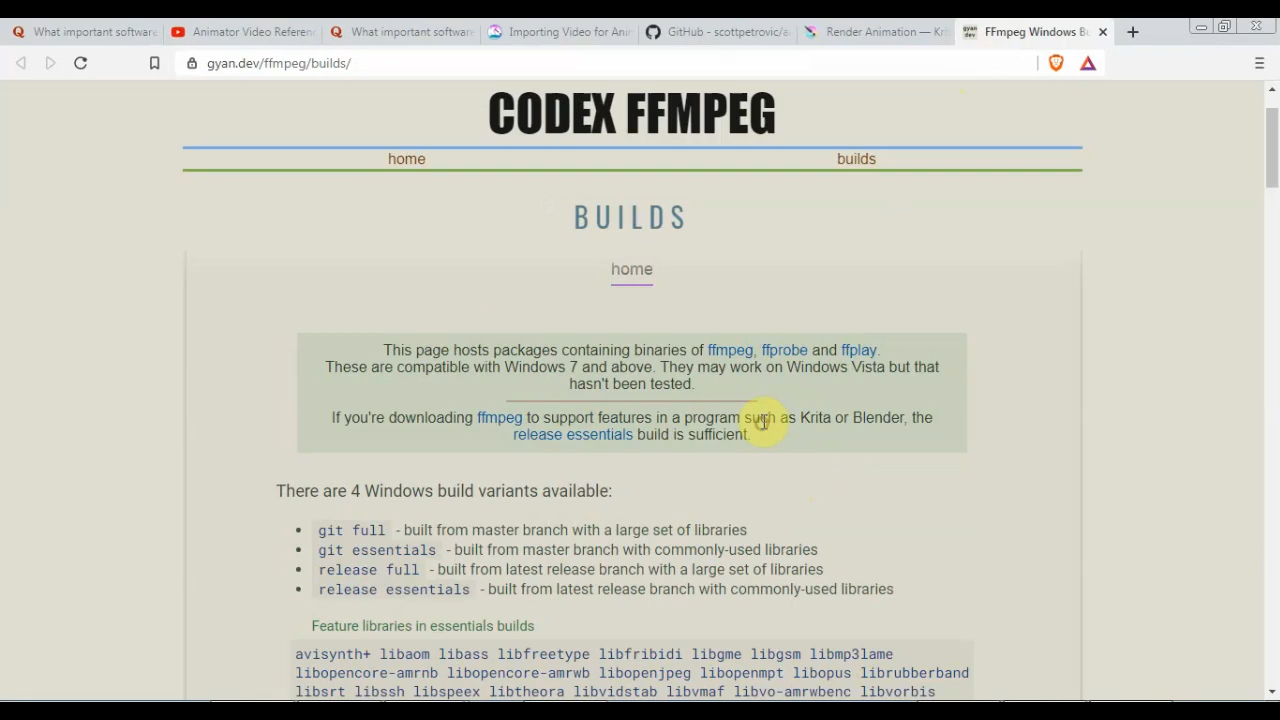 What important software
Animator Video Referen
What important software
Importing Video for Ani
GitHub - scottpetrovic/a
Render Animation — Kri
gyan dev FFmpeg Windows Bu
gyan.dev/ffmpeg/builds/
CODEX FFMPEG
home builds
BUILDS
home
This page hosts packages containing binaries of ffmpeg, ffprobe and ffplay.
These are compatible with Windows 7 and above. They may work on Windows Vista but that
hasn't been tested.
If you're downloading ffmpeg to support features in a program such as Krita or Blender, the
release essentials build is sufficient.
There are 4 Windows build variants available:
git full - built from master branch with a large set of libraries
git essentials - built from master branch with commonly-used libraries
release full - built from latest release branch with a large set of libraries
release essentials - built from latest release branch with commonly-used libraries
Feature libraries in essentials builds
avisynth+ libaom libass libfreetype libfribidi libgme libgsm libmp3lame
libopencore-amrnb libopencore-amrwb libopenjpeg libopenmpt libopus librubberband
libsrt libssh libspeex libtheora libvidstab libvmaf libvo-amrwbenc libvorbis